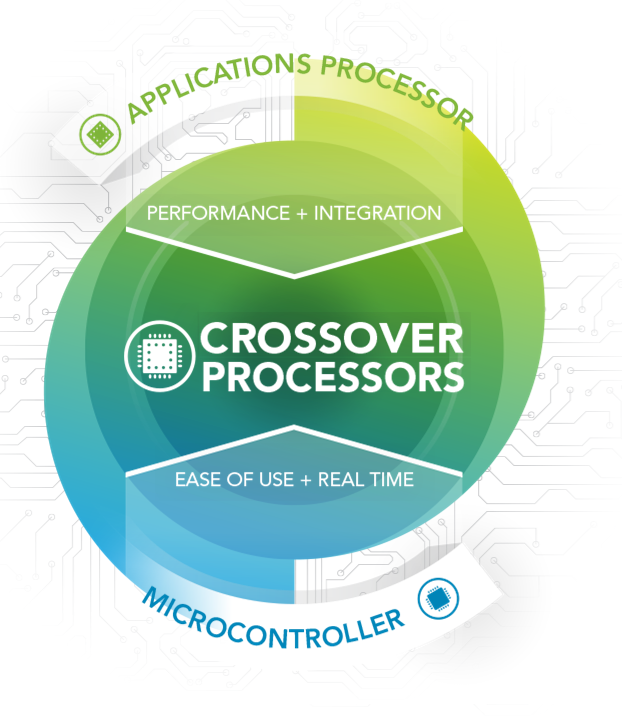 APPLICATIONS PROCESSOR
PERFORMANCE + INTEGRATION
CROSSOVER
PROCESSORS
EASE OF USE + REAL TIME
MICROCONTROLLER